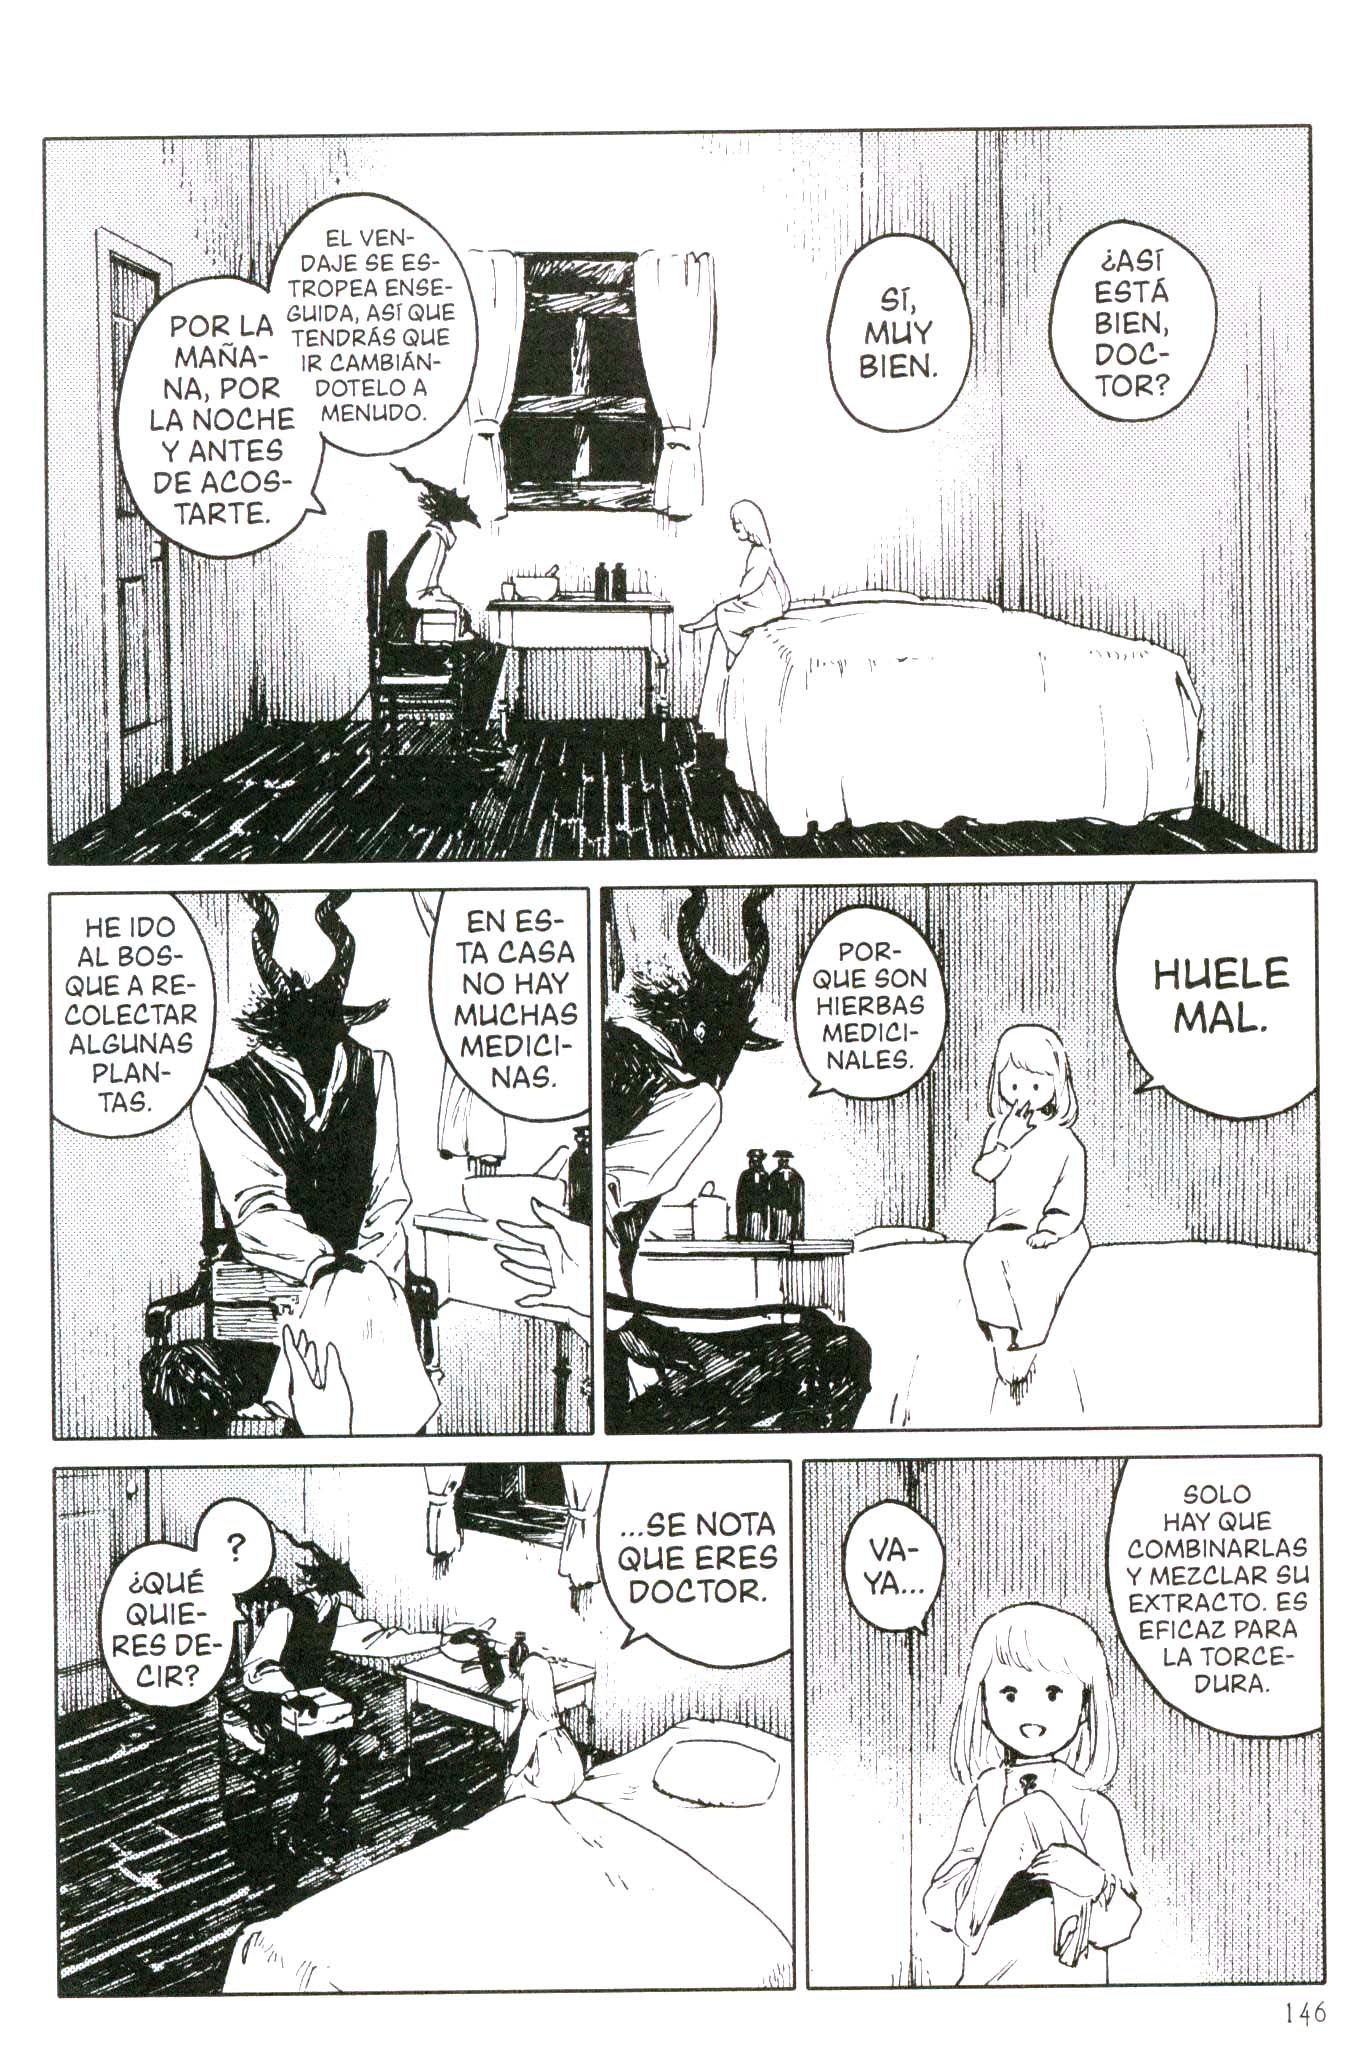 ¿ASÍ
ESTÁ
BIEN,
DOC-
TOR?
SÍ,
MUY
BIEN.
EL VEN-
DAJE SE ES-
TROPEA ENSE-
GUIDA, ASÍ QUE
TENDRÁS QUE
IR CAMBIÁN-
DOTELO A
MENUDO.
POR LA
MAÑA-
NA, POR
LA NOCHE
Y ANTES
DE ACOS-
TARTE.
HUELE
MAL.
POR-
QUE SON
HIERBAS
MEDICI-
NALES.
EN ES-
TA CASA
NO HAY
MUCHAS
MEDICI-
NAS.
HE IDO
AL BOS-
QUE A RE-
COLECTAR
ALGUNAS
PLAN-
TAS.
SOLO
HAY QUE
COMBINARLAS
Y MEZCLAR SU
EXTRACTO. ES
EFICAZ PARA
LA TORCE-
DURA.
VA-
YA...
...SE NOTA
QUE ERES
DOCTOR.
?
¿QUÉ
QUIE-
RES DE-
CIR?
146